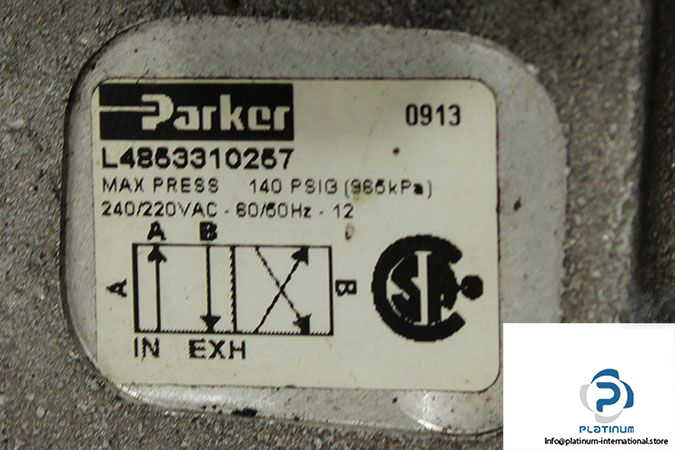 Parker
0913
L4853310257
MAX PRESS 140 PSIG (965kPa)
240/220VAC - 60/50Hz - 12
A B
A B
IN EXH
PLATINUM
Info@platinum-international.store